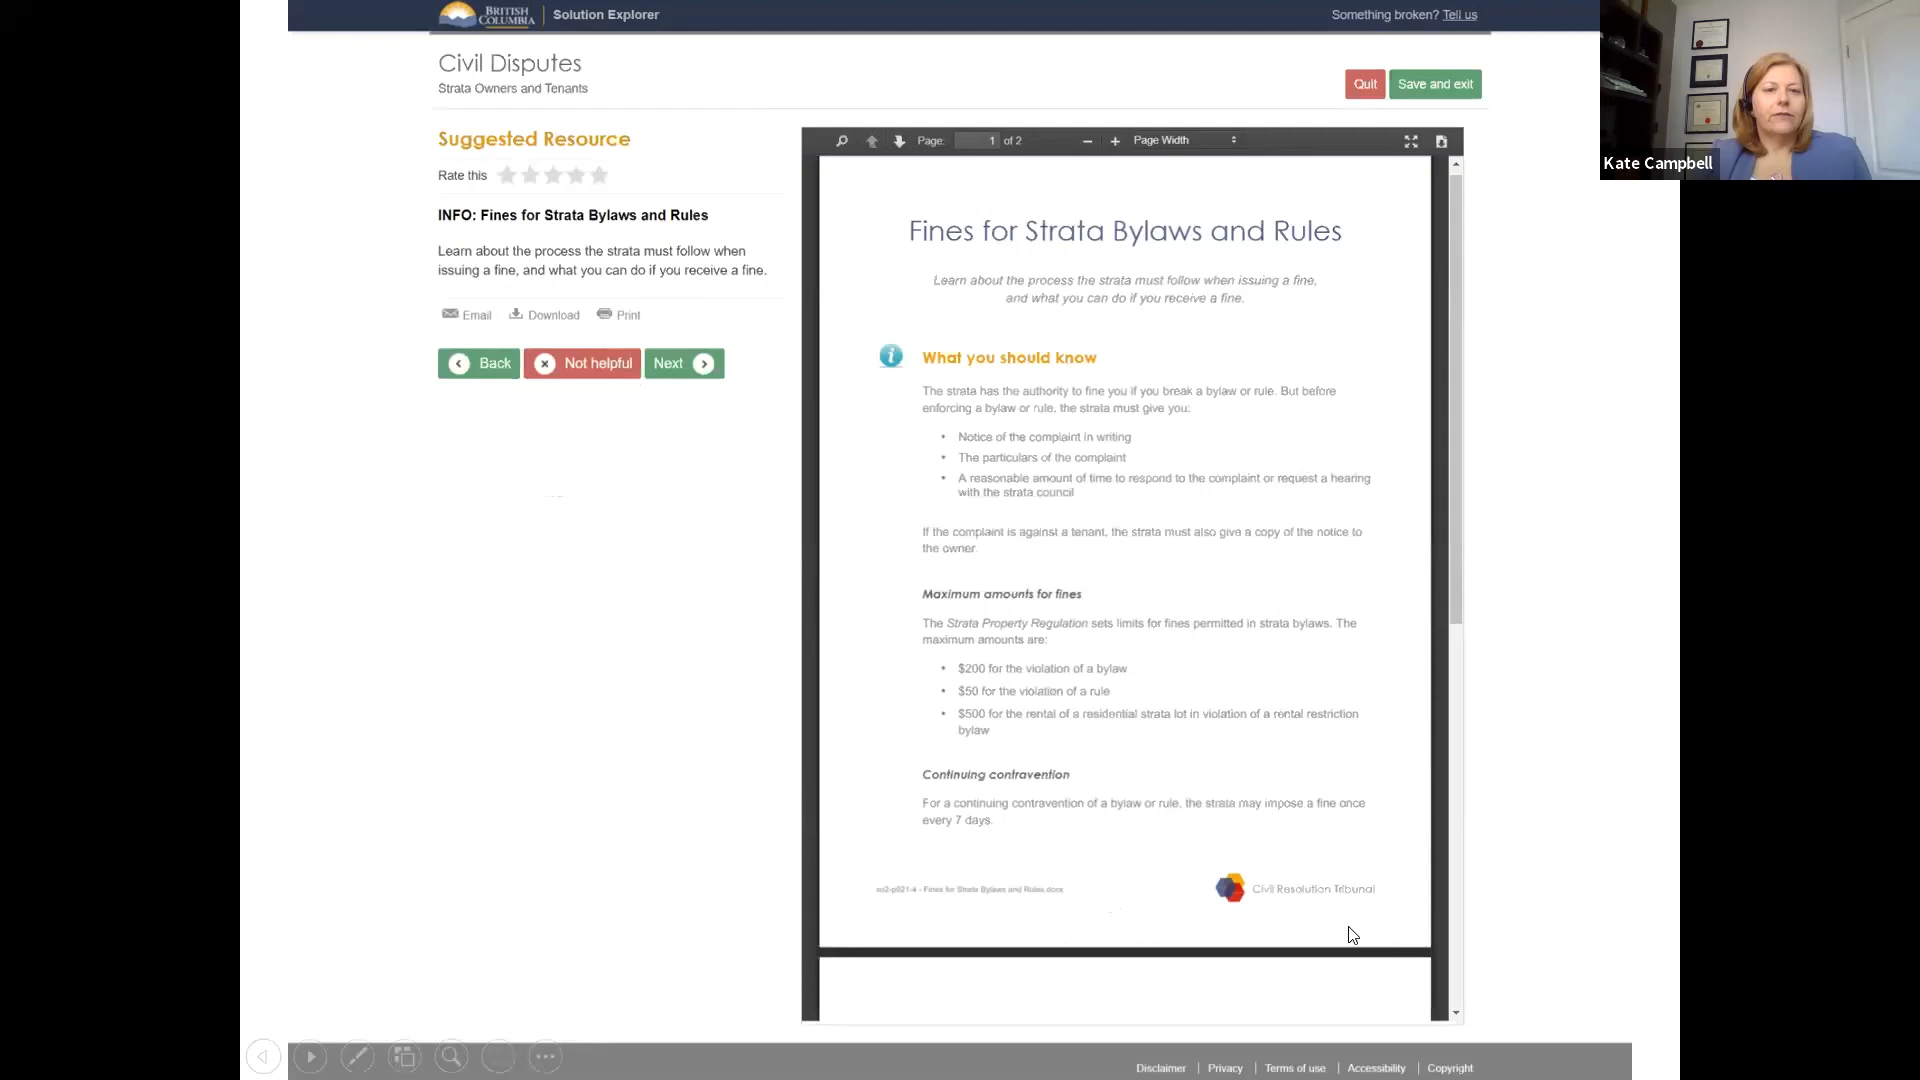 BRITISH
COLUMBIA
Solution Explorer
Something broken? Tell us
Kate Campbell
Civil Disputes
Strata Owners and Tenants
Quit
Save and exit
Suggested Resource
Rate this
INFO: Fines for Strata Bylaws and Rules
Learn about the process the strata must follow when
issuing a fine, and what you can do if you receive a fine.
Email
Download
Print
Back
Not helpful
Next
Page: 1 of 2
Page Width
Fines for Strata Bylaws and Rules
Learn about the process the strata must follow when issuing a fine,
and what you can do if you receive a fine.
What you should know
The strata has the authority to fine you if you break a bylaw or rule. But before
enforcing a bylaw or rule, the strata must give you:
• Notice of the complaint in writing
• The particulars of the complaint
• A reasonable amount of time to respond to the complaint or request a hearing
with the strata council
If the complaint is against a tenant, the strata must also give a copy of the notice to
the owner.
Maximum amounts for fines
The Strata Property Regulation sets limits for fines permitted in strata bylaws. The
maximum amounts are:
• $200 for the violation of a bylaw
• $50 for the violation of a rule
• $500 for the rental of a residential strata lot in violation of a rental restriction
bylaw
Continuing contravention
For a continuing contravention of a bylaw or rule, the strata may impose a fine once
every 7 days.
so2-p021-4 - Fines for Strata Bylaws and Rules.docx
Civil Resolution Tribunal
Disclaimer | Privacy | Terms of use | Accessibility | Copyright